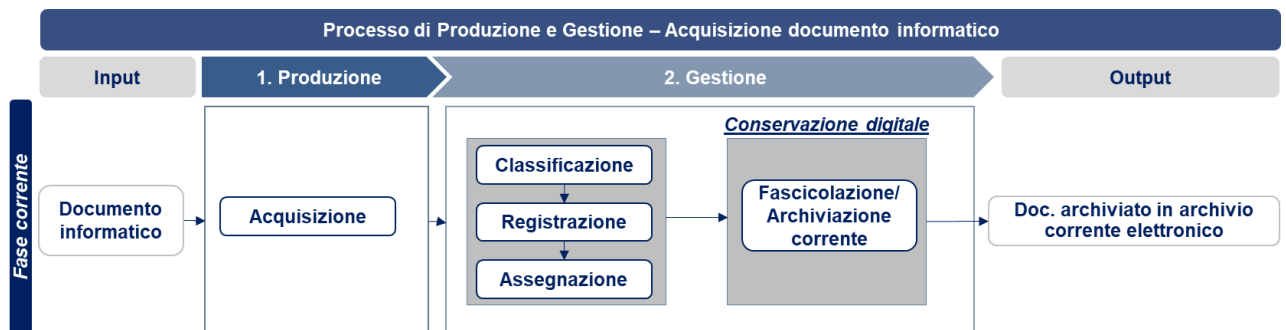 Processo di Produzione e Gestione – Acquisizione documento informatico
Input
1. Produzione
2. Gestione
Output
Fase corrente
Documento
informatico
Acquisizione
Classificazione
Registrazione
Assegnazione
Conservazione digitale
Fascicolazione/
Archiviazione
corrente
Doc. archiviato in archivio
corrente elettronico